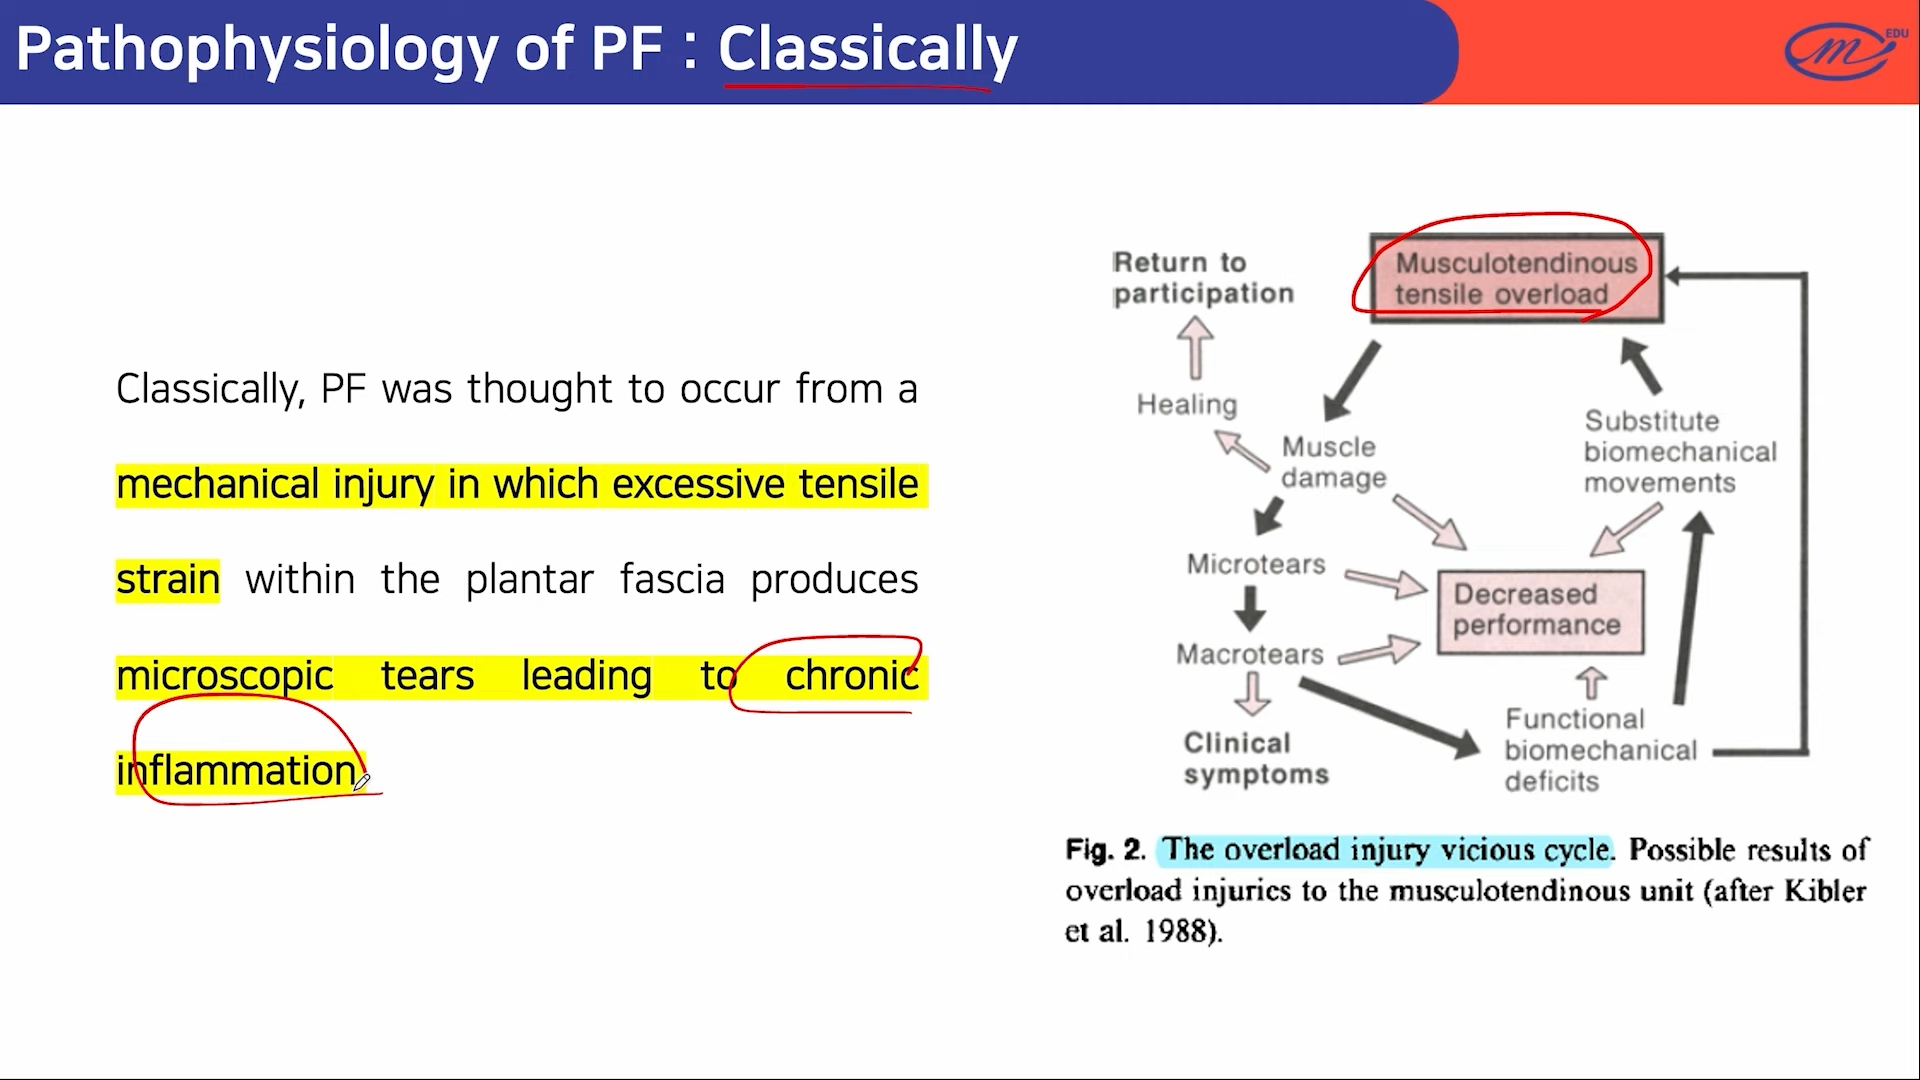 Pathophysiology of PF : Classically
EDU
m
Classically, PF was thought to occur from a
mechanical injury in which excessive tensile
strain within the plantar fascia produces
microscopic tears leading to chronic
inflammation.
Return to
participation
Musculotendinous
tensile overload
Healing
Muscle
damage
Substitute
biomechanical
movements
Microtears
Decreased
performance
Macrotears
Clinical
symptoms
Functional
biomechanical
deficits
Fig. 2. The overload injury vicious cycle. Possible results of
overload injuries to the musculotendinous unit (after Kibler
et al. 1988).